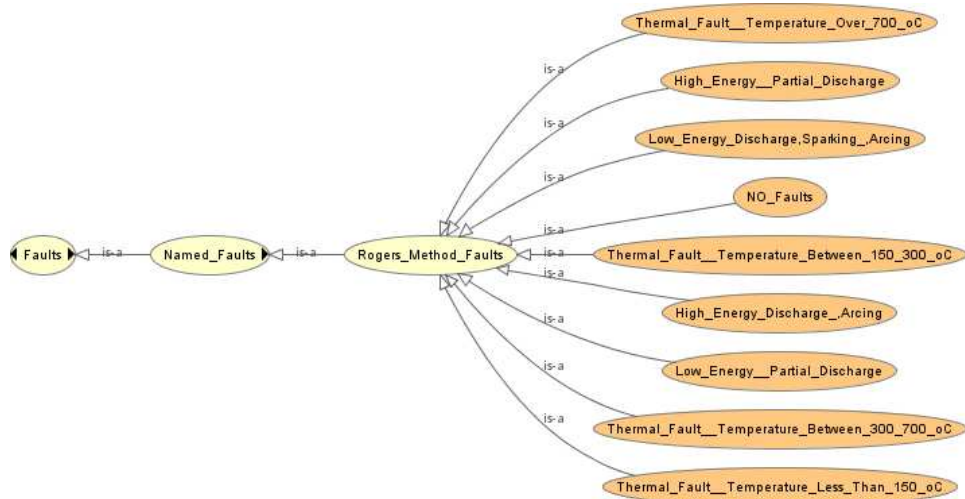 Thermal_Fault__Temperature_Over_700_oC
is-a
High_Energy__Partial_Discharge
is-a
Low_Energy_Discharge,Sparking_,Arcing
is-a
is-a
NO_Faults
is-a
Faults
is-a
Named_Faults
is-a
Rogers_Method_Faults
is-a
Thermal_Fault__Temperature_Between_150_300_oC
is-a
High_Energy_Discharge_,Arcing
is-a
Low_Energy__Partial_Discharge
is-a
Thermal_Fault__Temperature_Between_300_700_oC
is-a
Thermal_Fault__Temperature_Less_Than_150_oC